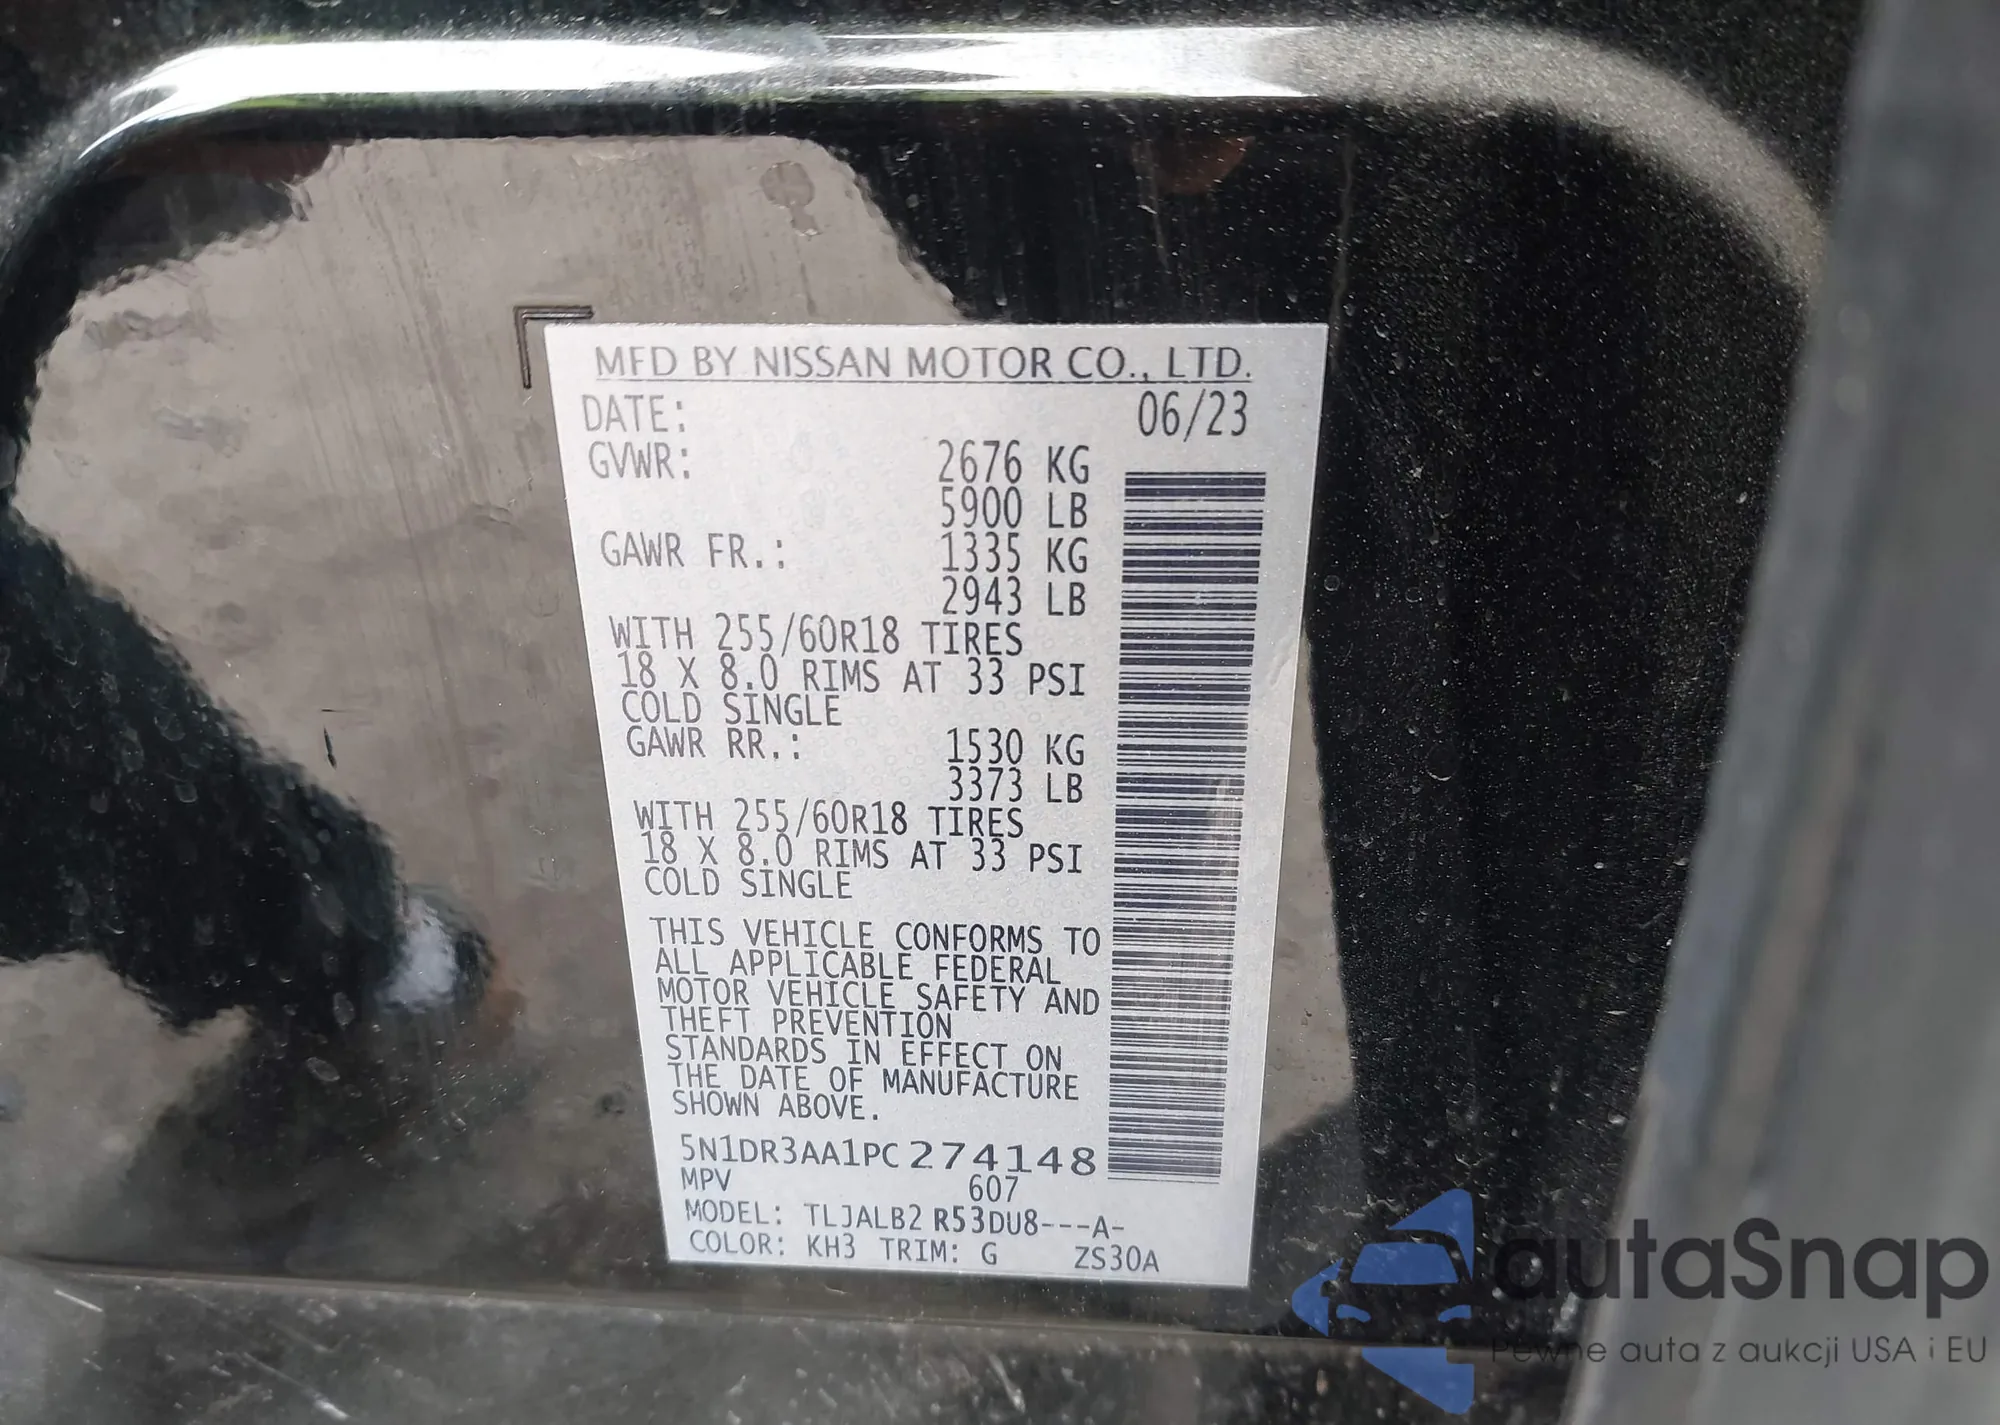 MFD BY NISSAN MOTOR CO., LTD.
DATE: 06/23
GVWR: 2676 KG
5900 LB
GAWR FR.: 1335 KG
2943 LB
WITH 255/60R18 TIRES
18 X 8.0 RIMS AT 33 PSI
COLD SINGLE
GAWR RR.: 1530 KG
3373 LB
WITH 255/60R18 TIRES
18 X 8.0 RIMS AT 33 PSI
COLD SINGLE
THIS VEHICLE CONFORMS TO
ALL APPLICABLE FEDERAL
MOTOR VEHICLE SAFETY AND
THEFT PREVENTION
STANDARDS IN EFFECT ON
THE DATE OF MANUFACTURE
SHOWN ABOVE.
5N1DR3AA1PC274148
MPV 607
MODEL: TLJALB2 R53DU8---A-
COLOR: KH3 TRIM: G ZS30A
autaSnap
Pewne auta z aukcji USA i EU